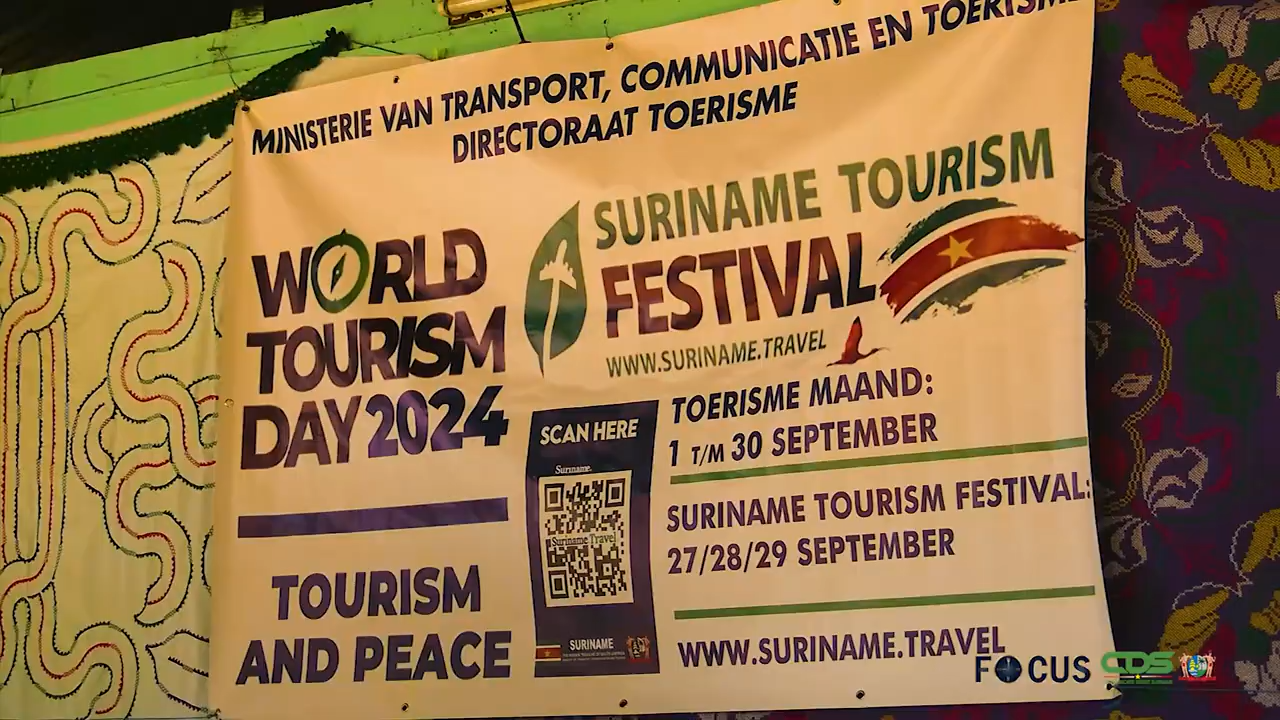 MINISTERIE VAN TRANSPORT, COMMUNICATIE EN TOERISME
DIRECTORAAT TOERISME
WORLD
TOURISM
DAY 2024
TOURISM
AND PEACE
SURINAME TOURISM
FESTIVAL
WWW.SURINAME.TRAVEL
SCAN HERE
Suriname.
Suriname Travel
SURINAME
TOERISME MAAND:
1 T/M 30 SEPTEMBER
SURINAME TOURISM FESTIVAL:
27/28/29 SEPTEMBER
WWW.SURINAME.TRAVEL
FOCUS
CDS